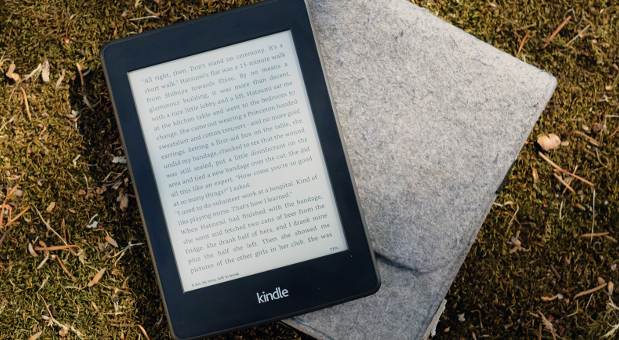 "All right, then. Don't stand on ceremony. It's a
short walk." Hatsumi's flat was a 15-minute walk
from Shibuya towards Ebisu. By no means a
glamorous building, it was more than decent,
with a nice little lobby and a lift. Hatsumi sat me
at the kitchen table and went to the bedroom to
change. She came out wearing a Princeton hooded
sweatshirt and cotton trousers - and no more gold
earrings. Setting a first-aid box on the table, she
undid my bandage, checked to see that the wound
was still sealed, put a little disinfectant on the
area and tied a new bandage over the cut. She did
all this like an expert. "How come you're so good
at so many things?" I asked.
"I used to do volunteer work at a hospital. Kind of
like playing nurse. That's how I learned."
When Hatsumi had finished with the bandage,
she went and fetched two cans of beer from the
fridge. She drank half of hers, and I drank mine
plus the half she left. Then she showed me
pictures of the other girls in her club. She was
kindle